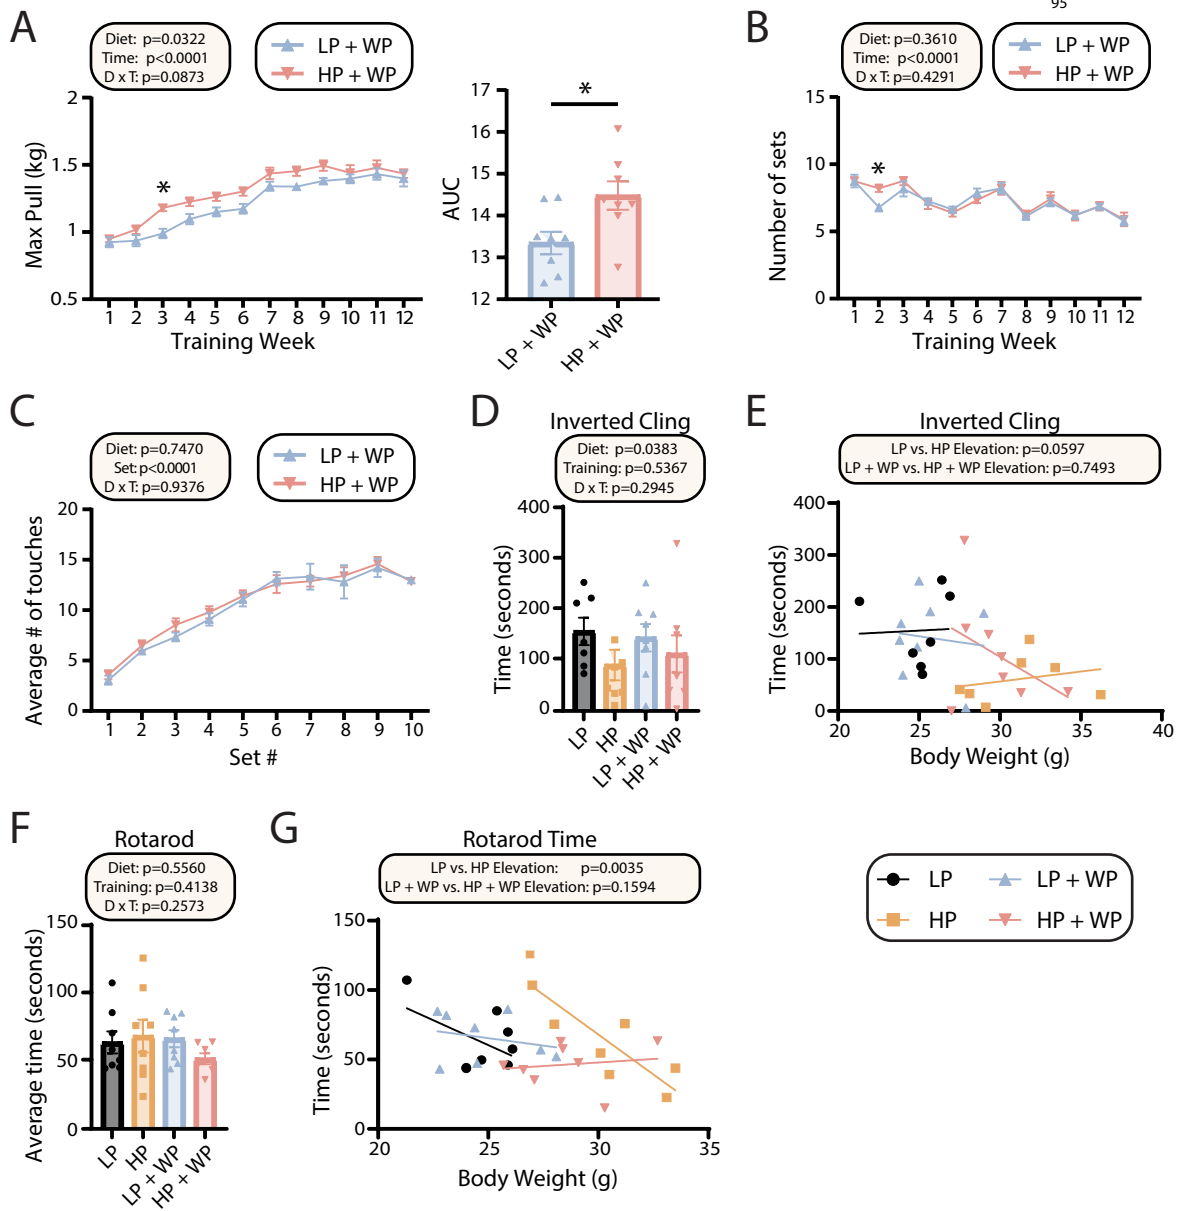 95
A
Diet: p=0.0322
Time: p<0.0001
D x T: p=0.0873
LP + WP
HP + WP
Max Pull (kg)
2
1.5
1
0.5
*
1 2 3 4 5 6 7 8 9 10 11 12
Training Week
AUC
17
16
15
14
13
12
*
LP + WP
HP + WP
B
Diet: p=0.3610
Time: p<0.0001
D x T: p=0.4291
LP + WP
HP + WP
Number of sets
15
10
5
0
*
1 2 3 4 5 6 7 8 9 10 11 12
Training Week
C
Diet: p=0.7470
Set: p<0.0001
D x T: p=0.9376
LP + WP
HP + WP
Average # of touches
20
15
10
5
0
1 2 3 4 5 6 7 8 9 10
Set #
D
Inverted Cling
Diet: p=0.0383
Training: p=0.5367
D x T: p=0.2945
Time (seconds)
400
300
200
100
0
LP
HP
LP + WP
HP + WP
E
Inverted Cling
LP vs. HP Elevation: p=0.0597
LP + WP vs. HP + WP Elevation: p=0.7493
Time (seconds)
400
300
200
100
0
20 25 30 35 40
Body Weight (g)
F
Rotarod
Diet: p=0.5560
Training: p=0.4138
D x T: p=0.2573
Average time (seconds)
150
100
50
0
LP
HP
LP + WP
HP + WP
G
Rotarod Time
LP vs. HP Elevation: p=0.0035
LP + WP vs. HP + WP Elevation: p=0.1594
Time (seconds)
150
100
50
0
20 25 30 35
Body Weight (g)
LP
LP + WP
HP
HP + WP